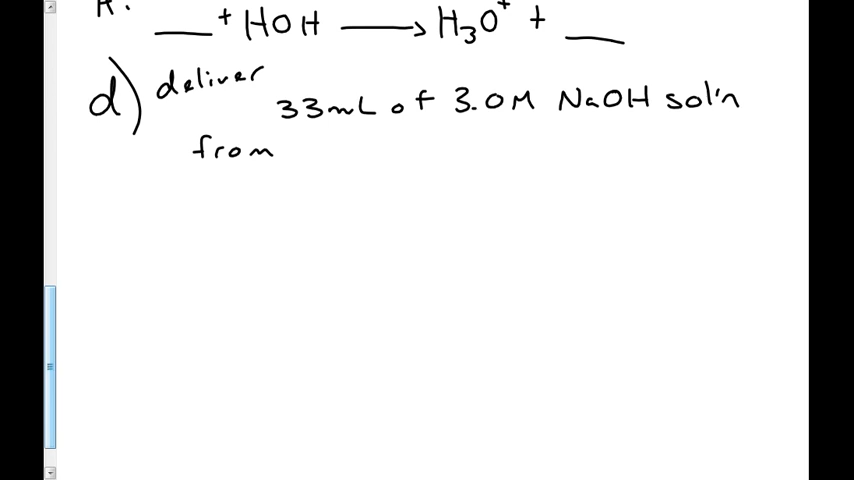 ___ + HOH ⟶ H₃O⁺ + ___
d) deliver 33mL of 3.0M NaOH sol'n
from